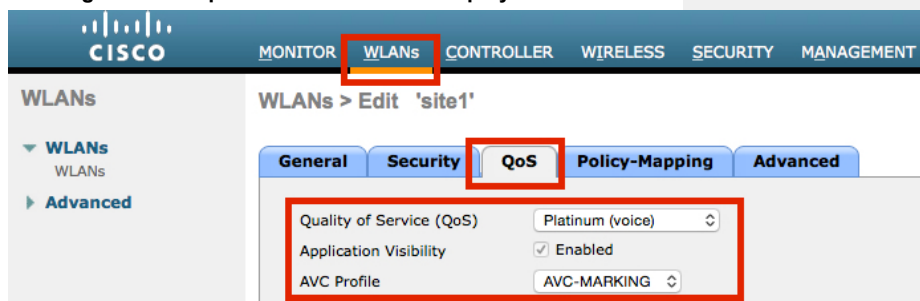 CISCO
MONITOR WLANs CONTROLLER WIRELESS SECURITY MANAGEMENT
WLANs
WLANs > Edit 'site1'
WLANs
WLANs
Advanced
General Security QoS Policy-Mapping Advanced
Quality of Service (QoS) Platinum (voice)
Application Visibility Enabled
AVC Profile AVC-MARKING